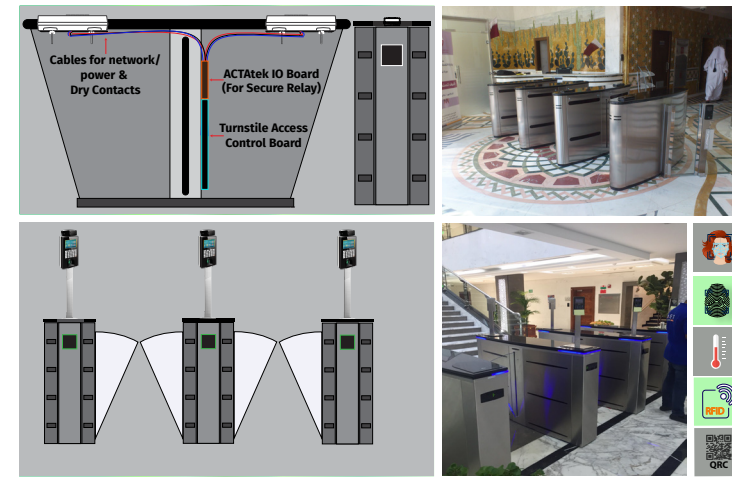 Cables for network/
power &
Dry Contacts
ACTAtek IO Board
(For Secure Relay)
Turnstile Access
Control Board
RFID
QRC